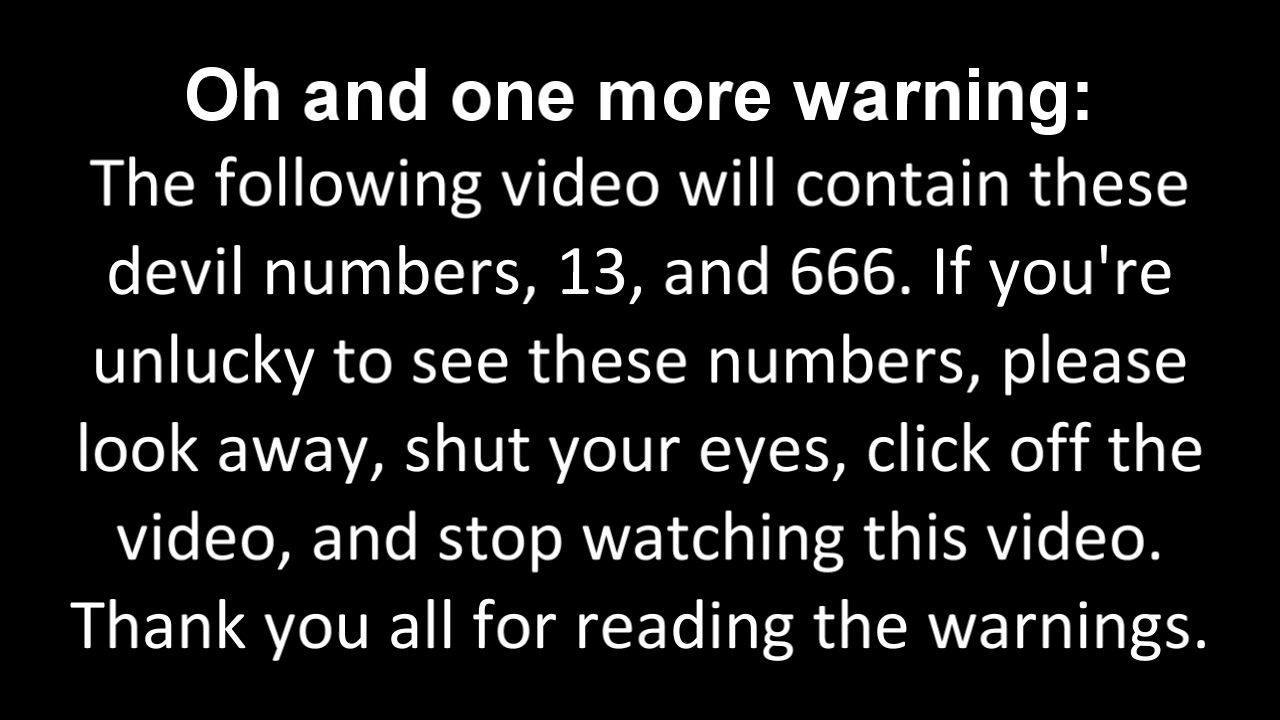 Oh and one more warning:
The following video will contain these
devil numbers, 13, and 666. If you're
unlucky to see these numbers, please
look away, shut your eyes, click off the
video, and stop watching this video.
Thank you all for reading the warnings.